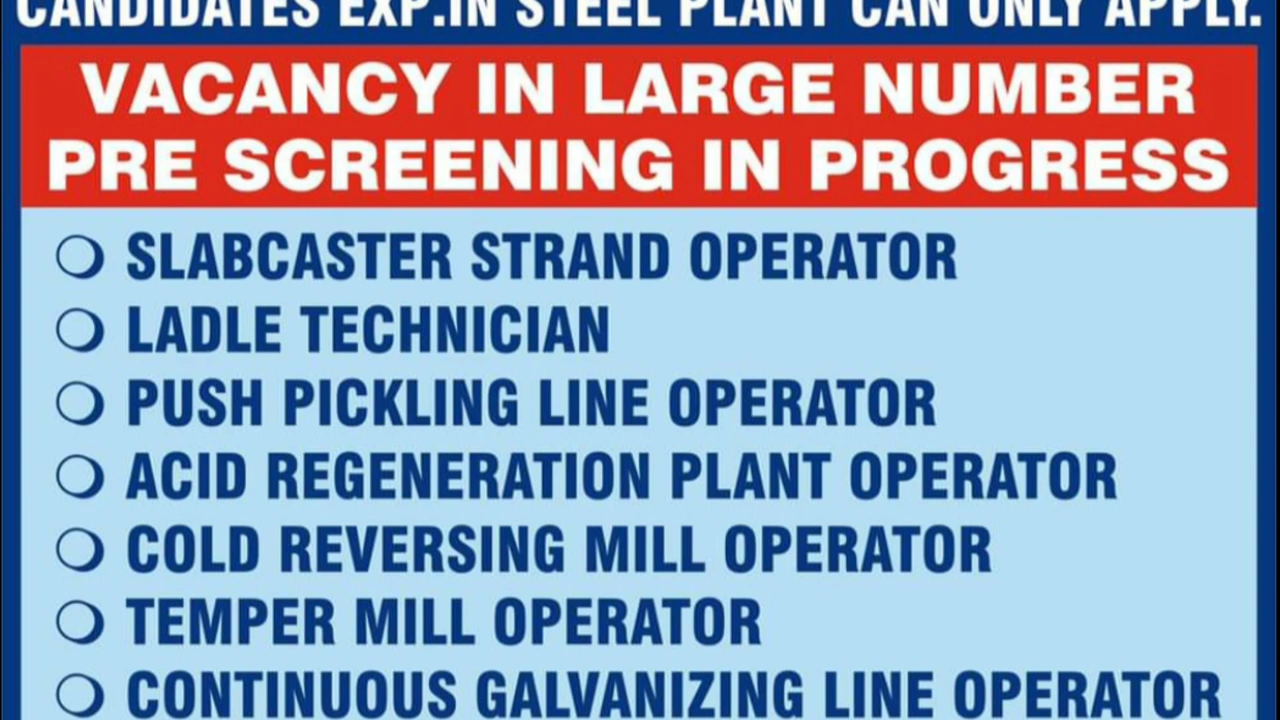 CANDIDATES EXP.IN STEEL PLANT CAN ONLY APPLY.
VACANCY IN LARGE NUMBER
PRE SCREENING IN PROGRESS
SLABCASTER STRAND OPERATOR
LADLE TECHNICIAN
PUSH PICKLING LINE OPERATOR
ACID REGENERATION PLANT OPERATOR
COLD REVERSING MILL OPERATOR
TEMPER MILL OPERATOR
CONTINUOUS GALVANIZING LINE OPERATOR